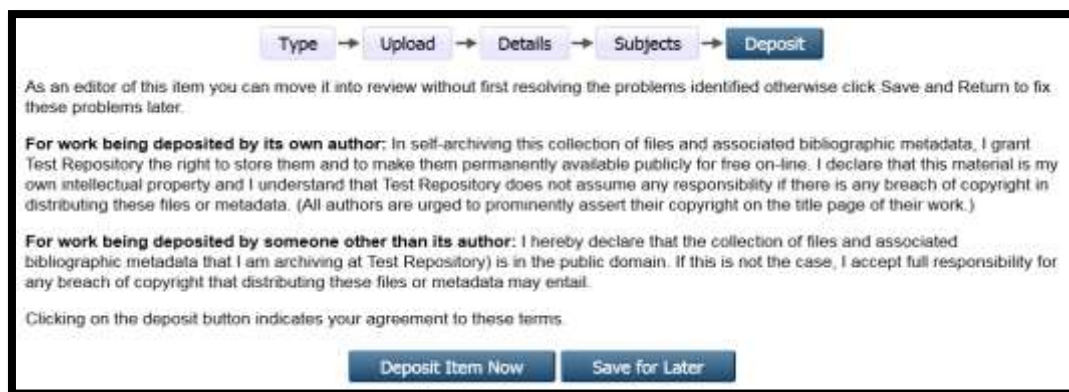 Type → Upload → Details → Subjects → Deposit
As an editor of this item you can move it into review without first resolving the problems identified otherwise click Save and Return to fix
these problems later.
For work being deposited by its own author: In self-archiving this collection of files and associated bibliographic metadata, I grant
Test Repository the right to store them and to make them permanently available publicly for free on-line. I declare that this material is my
own intellectual property and I understand that Test Repository does not assume any responsibility if there is any breach of copyright in
distributing these files or metadata. (All authors are urged to prominently assert their copyright on the title page of their work.)
For work being deposited by someone other than its author: I hereby declare that the collection of files and associated
bibliographic metadata that I am archiving at Test Repository) is in the public domain. If this is not the case, I accept full responsibility for
any breach of copyright that distributing these files or metadata may entail.
Clicking on the deposit button indicates your agreement to these terms.
Deposit Item Now Save for Later